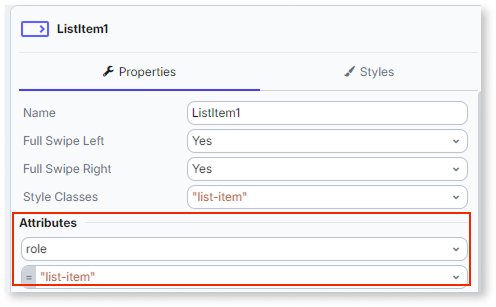 ListItem1
Properties
Styles
Name ListItem1
Full Swipe Left Yes
Full Swipe Right Yes
Style Classes "list-item"
Attributes
role
= "list-item"